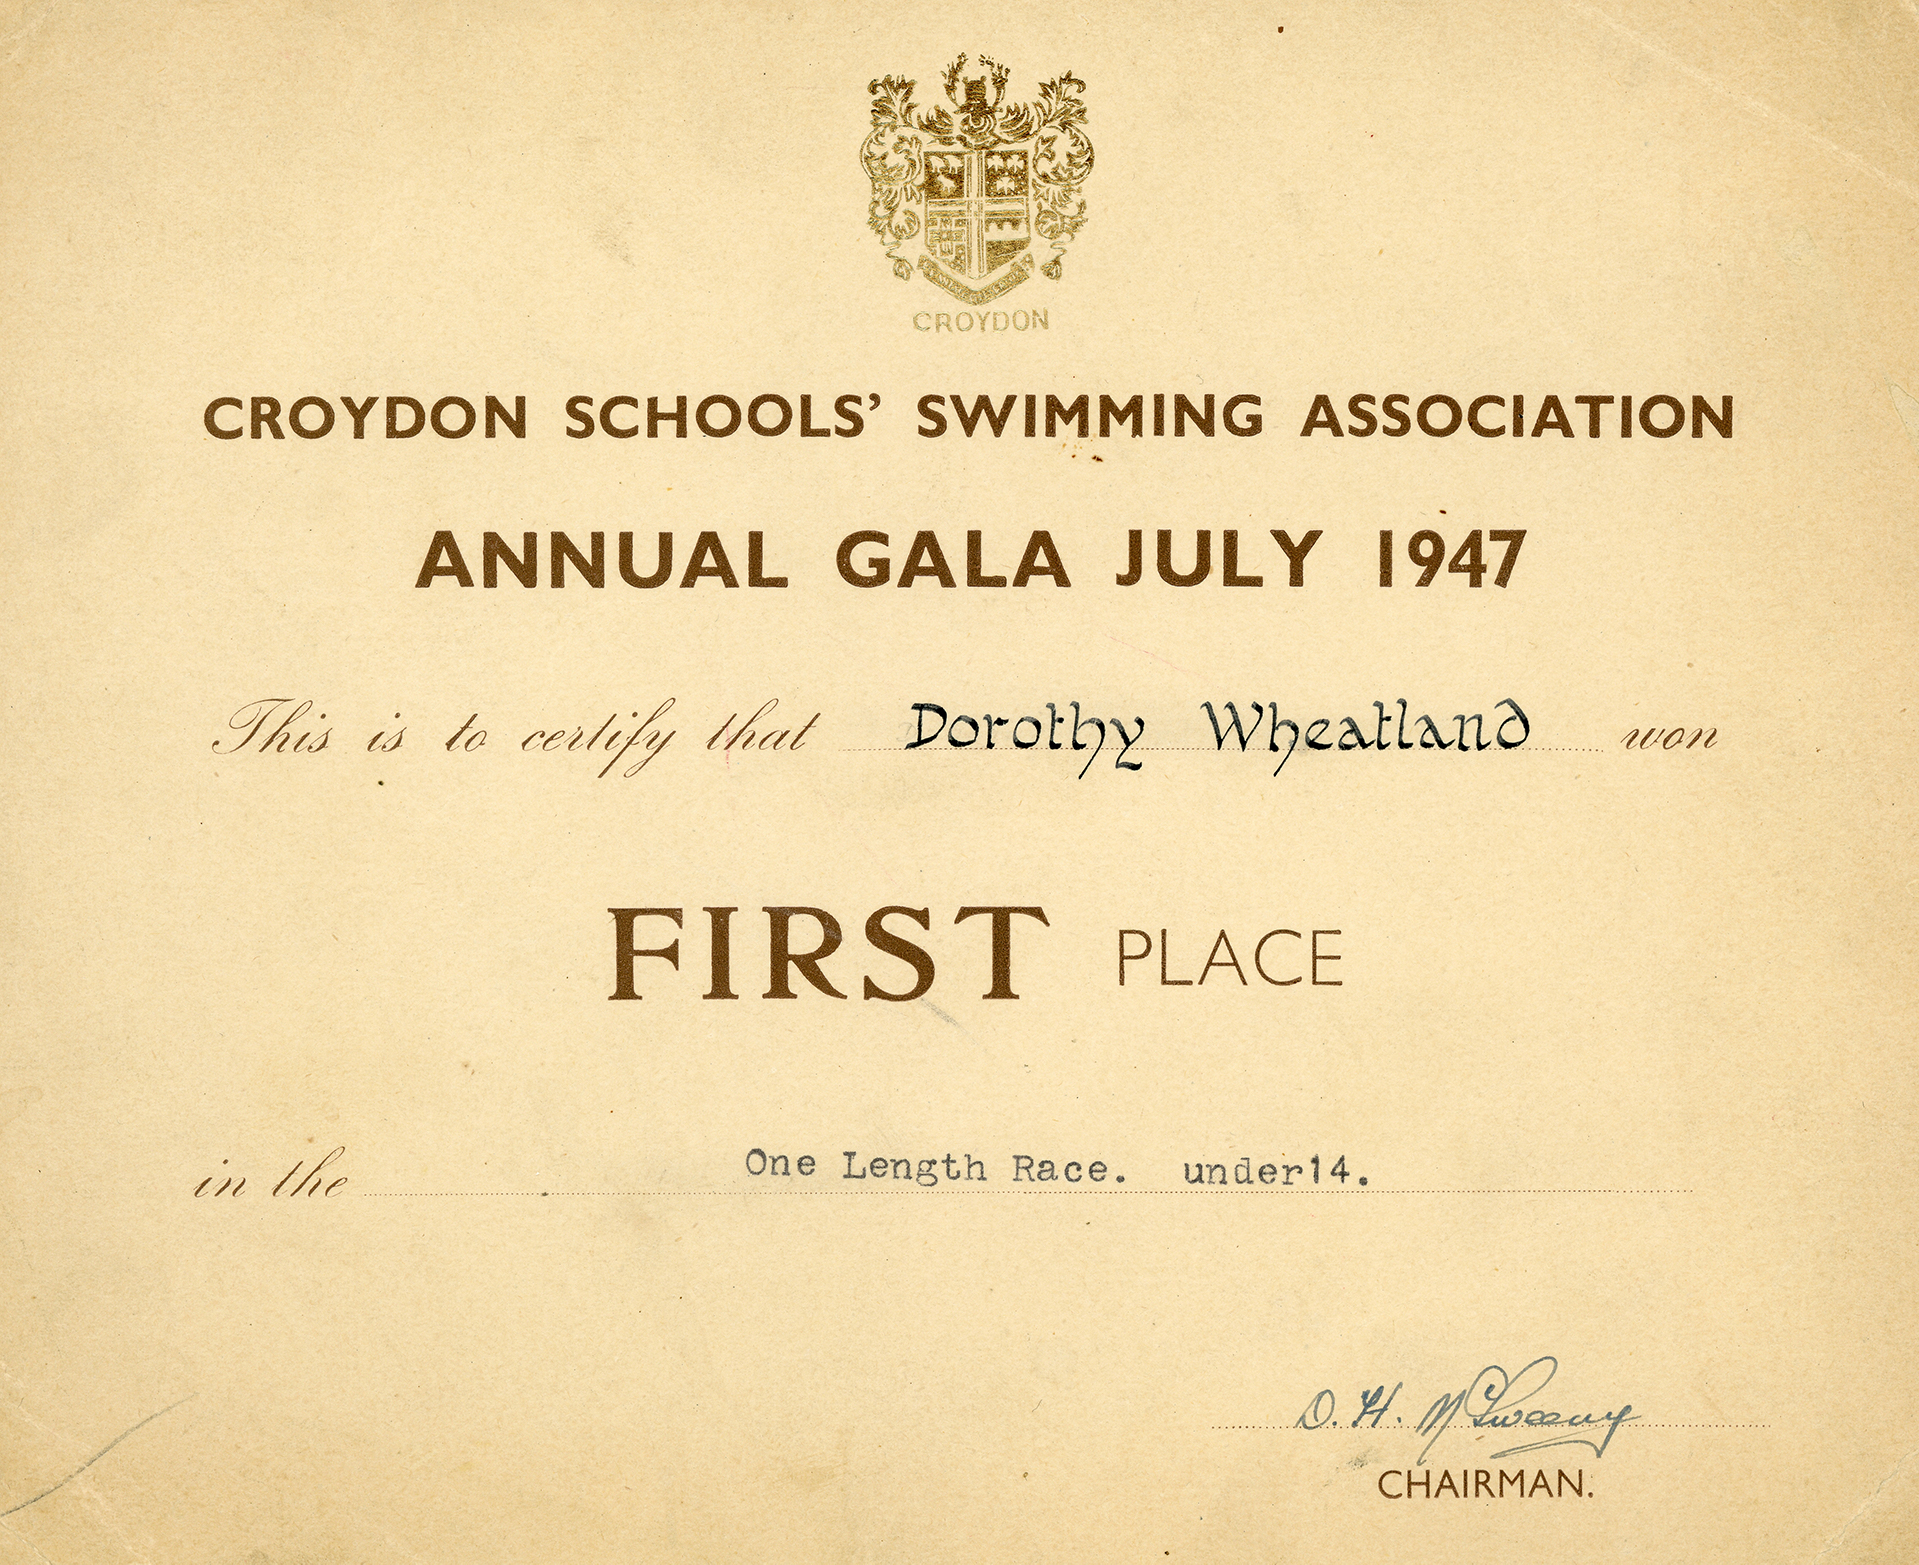 CROYDON
CROYDON SCHOOLS’ SWIMMING ASSOCIATION
ANNUAL GALA JULY 1947
This is to certify that Dorothy Wheatland won
FIRST PLACE
in the One Length Race. under14.
D. H. McSweeny
CHAIRMAN.